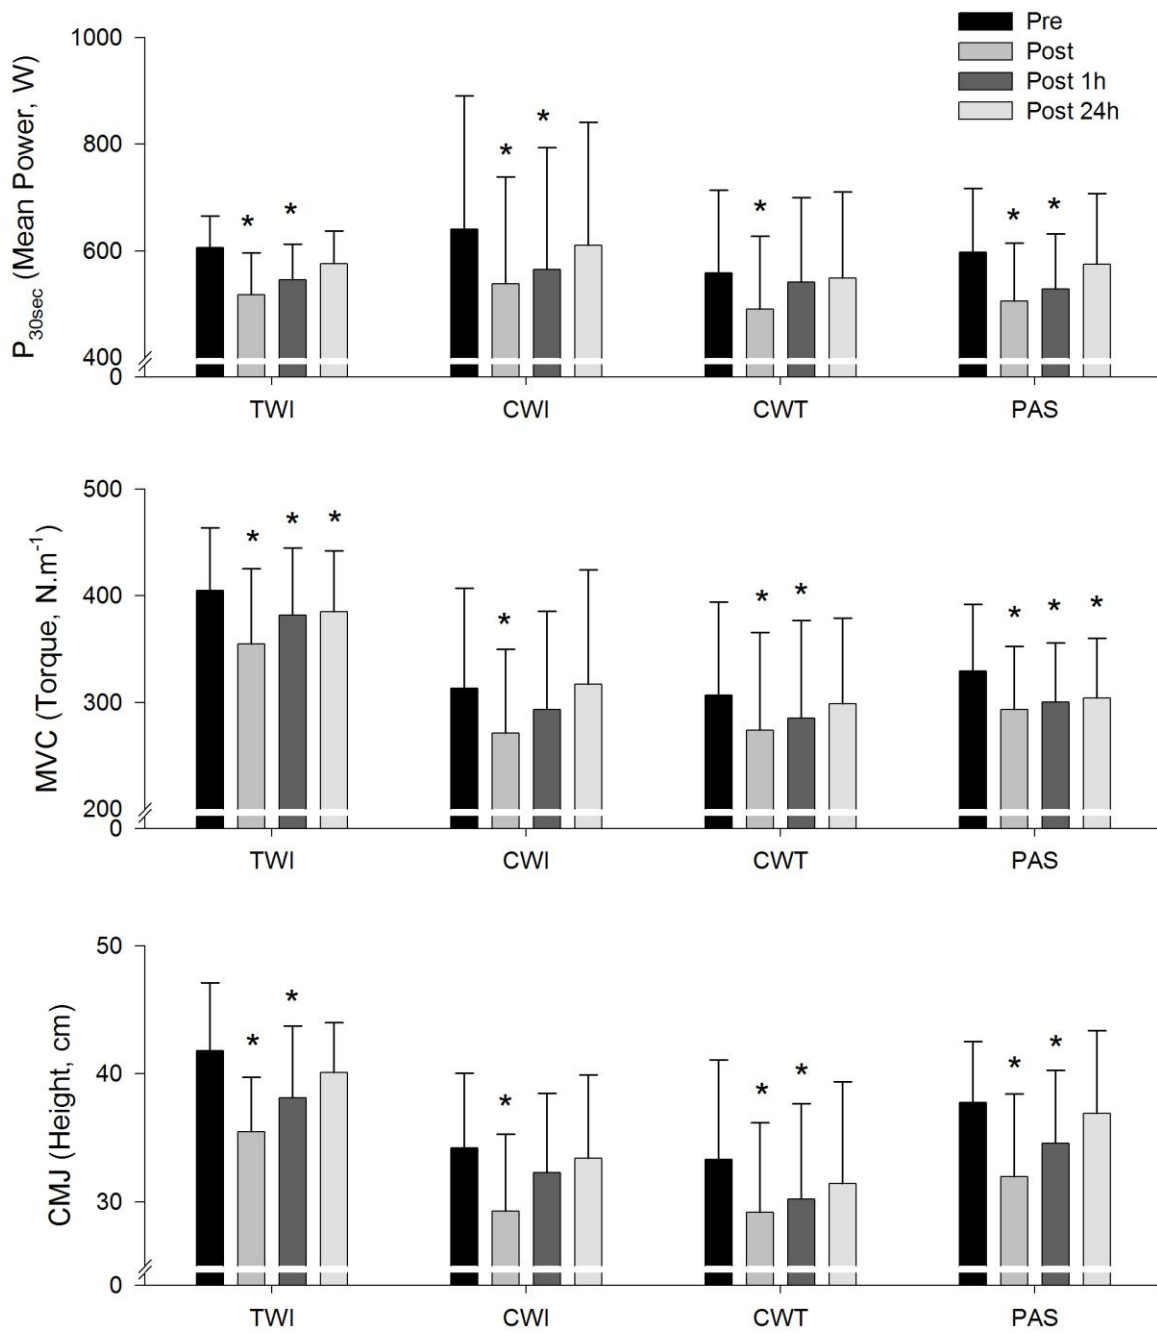 Pre
Post
Post 1h
Post 24h
P30sec (Mean Power, W)
1000
800
600
400
0
* * * * * * *
TWI CWI CWT PAS
MVC (Torque, N.m-1)
500
400
300
200
0
* * * * * * * * *
TWI CWI CWT PAS
CMJ (Height, cm)
50
40
30
0
* * * * * * *
TWI CWI CWT PAS